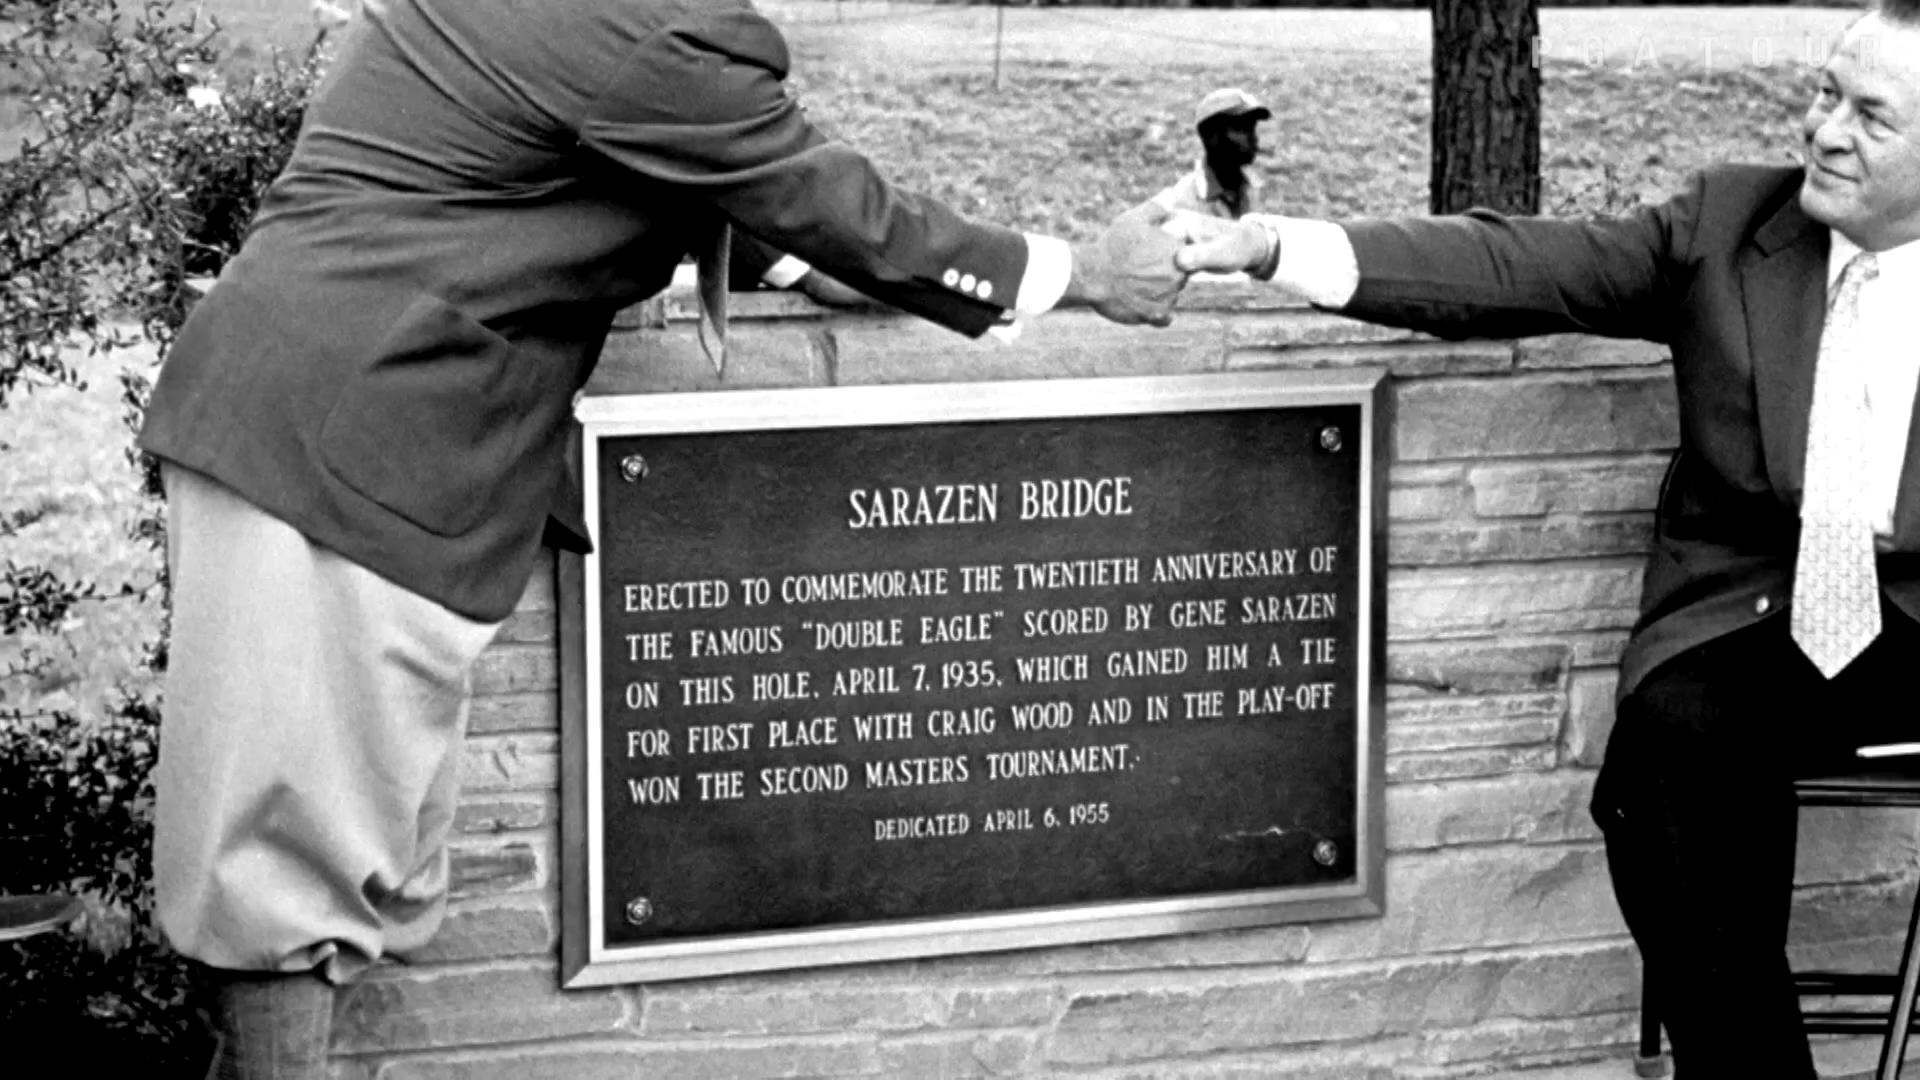 PGA TOUR
SARAZEN BRIDGE
ERECTED TO COMMEMORATE THE TWENTIETH ANNIVERSARY OF
THE FAMOUS “DOUBLE EAGLE” SCORED BY GENE SARAZEN
ON THIS HOLE, APRIL 7, 1935, WHICH GAINED HIM A TIE
FOR FIRST PLACE WITH CRAIG WOOD AND IN THE PLAY-OFF
WON THE SECOND MASTERS TOURNAMENT.
DEDICATED APRIL 6, 1955